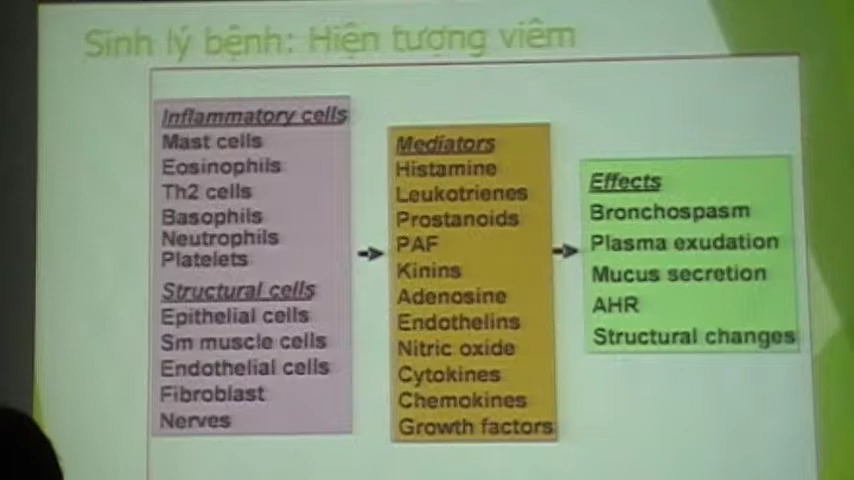 Sinh lý bệnh: Hiện tượng viêm
Inflammatory cells
Mast cells
Eosinophils
Th2 cells
Basophils
Neutrophils
Platelets
Structural cells
Epithelial cells
Sm muscle cells
Endothelial cells
Fibroblast
Nerves
Mediators
Histamine
Leukotrienes
Prostanoids
PAF
Kinins
Adenosine
Endothelins
Nitric oxide
Cytokines
Chemokines
Growth factors
Effects
Bronchospasm
Plasma exudation
Mucus secretion
AHR
Structural changes